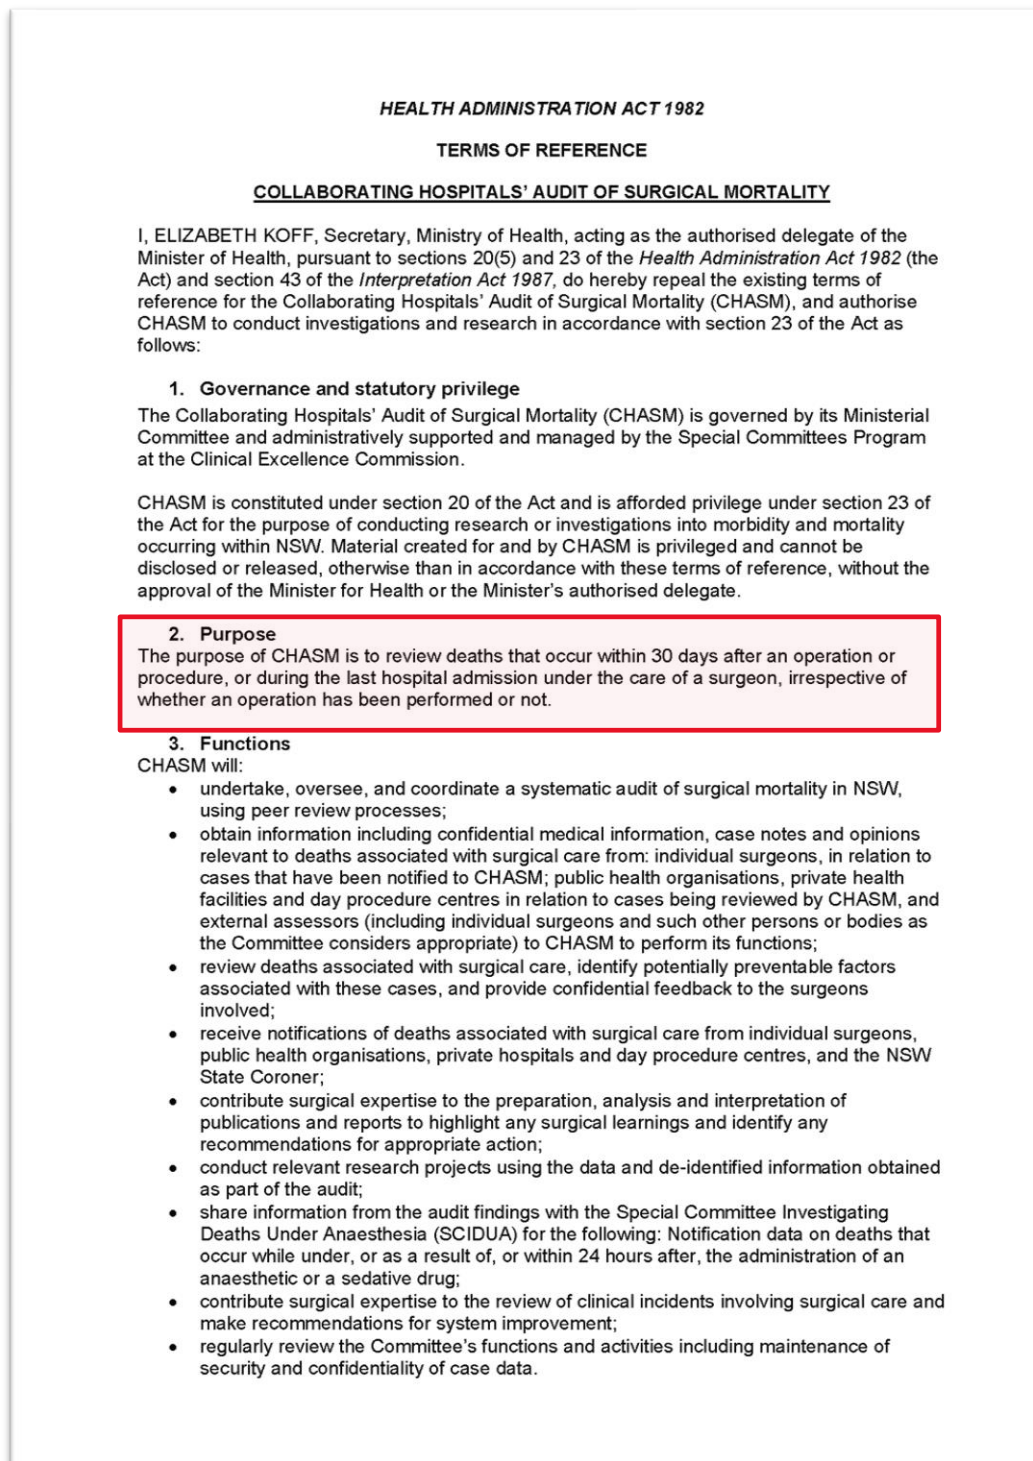 HEALTH ADMINISTRATION ACT 1982
TERMS OF REFERENCE
COLLABORATING HOSPITALS’ AUDIT OF SURGICAL MORTALITY
I, ELIZABETH KOFF, Secretary, Ministry of Health, acting as the authorised delegate of the
Minister of Health, pursuant to sections 20(5) and 23 of the Health Administration Act 1982 (the
Act) and section 43 of the Interpretation Act 1987, do hereby repeal the existing terms of
reference for the Collaborating Hospitals’ Audit of Surgical Mortality (CHASM), and authorise
CHASM to conduct investigations and research in accordance with section 23 of the Act as
follows:
1. Governance and statutory privilege
The Collaborating Hospitals’ Audit of Surgical Mortality (CHASM) is governed by its Ministerial
Committee and administratively supported and managed by the Special Committees Program
at the Clinical Excellence Commission.
CHASM is constituted under section 20 of the Act and is afforded privilege under section 23 of
the Act for the purpose of conducting research or investigations into morbidity and mortality
occurring within NSW. Material created for and by CHASM is privileged and cannot be
disclosed or released, otherwise than in accordance with these terms of reference, without the
approval of the Minister for Health or the Minister’s authorised delegate.
2. Purpose
The purpose of CHASM is to review deaths that occur within 30 days after an operation or
procedure, or during the last hospital admission under the care of a surgeon, irrespective of
whether an operation has been performed or not.
3. Functions
CHASM will:
• undertake, oversee, and coordinate a systematic audit of surgical mortality in NSW,
using peer review processes;
• obtain information including confidential medical information, case notes and opinions
relevant to deaths associated with surgical care from: individual surgeons, in relation to
cases that have been notified to CHASM; public health organisations, private health
facilities and day procedure centres in relation to cases being reviewed by CHASM, and
external assessors (including individual surgeons and such other persons or bodies as
the Committee considers appropriate) to CHASM to perform its functions;
• review deaths associated with surgical care, identify potentially preventable factors
associated with these cases, and provide confidential feedback to the surgeons
involved;
• receive notifications of deaths associated with surgical care from individual surgeons,
public health organisations, private hospitals and day procedure centres, and the NSW
State Coroner;
• contribute surgical expertise to the preparation, analysis and interpretation of
publications and reports to highlight any surgical learnings and identify any
recommendations for appropriate action;
• conduct relevant research projects using the data and de-identified information obtained
as part of the audit;
• share information from the audit findings with the Special Committee Investigating
Deaths Under Anaesthesia (SCIDUA) for the following: Notification data on deaths that
occur while under, or as a result of, or within 24 hours after, the administration of an
anaesthetic or a sedative drug;
• contribute surgical expertise to the review of clinical incidents involving surgical care and
make recommendations for system improvement;
• regularly review the Committee’s functions and activities including maintenance of
security and confidentiality of case data.